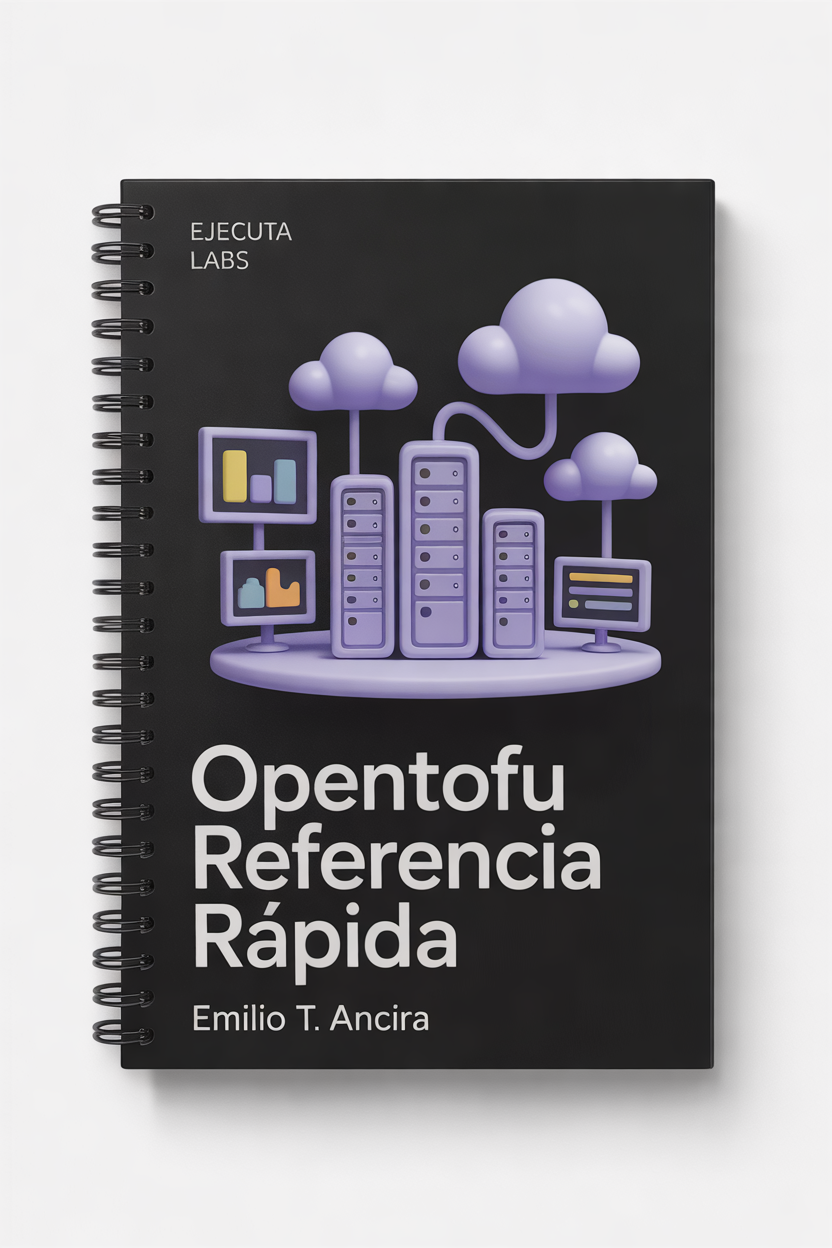 EJECUTA
LABS
Opentofu
Referencia
Rápida
Emilio T. Ancira